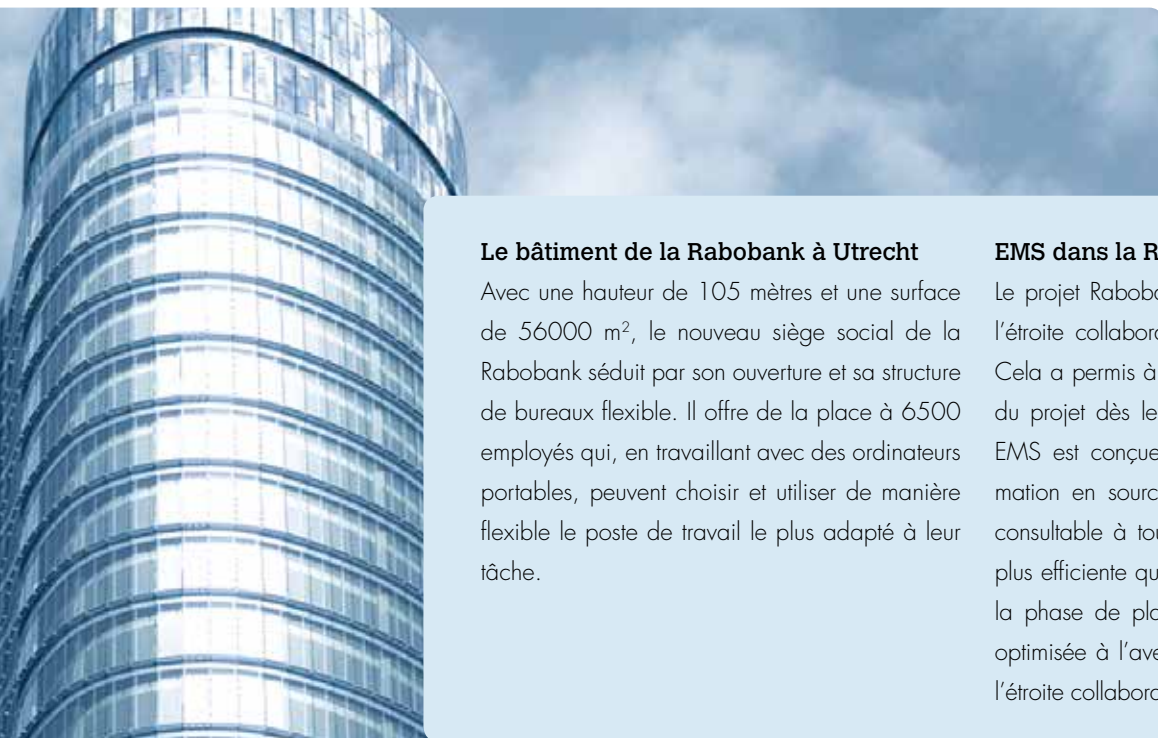 Le bâtiment de la Rabobank à Utrecht
Avec une hauteur de 105 mètres et une surface
de 56000 m², le nouveau siège social de la
Rabobank séduit par son ouverture et sa structure
de bureaux flexible. Il offre de la place à 6500
employés qui, en travaillant avec des ordinateurs
portables, peuvent choisir et utiliser de manière
flexible le poste de travail le plus adapté à leur
tâche.
EMS dans la
Le projet
l’étroite
Cela a permis à
du projet dès
EMS est
mation en
consultable à
plus efficiente
la phase de
optimisée à
l’étroite